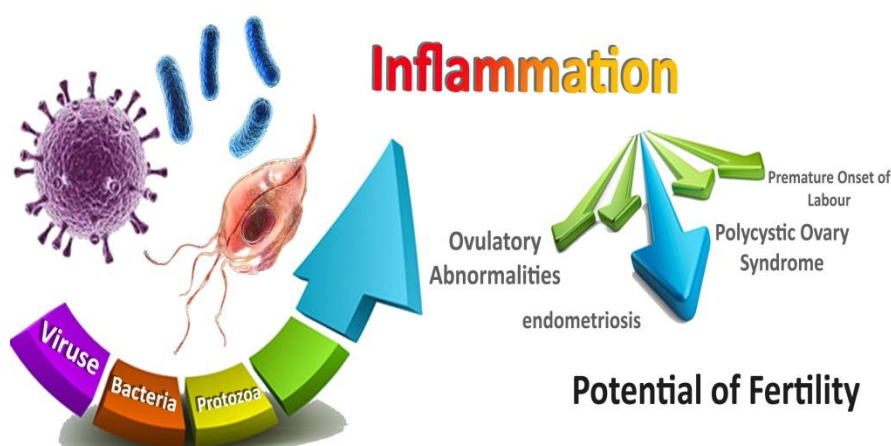 Inflammation
Premature Onset of
Labour
Ovulatory
Abnormalities
Polycystic Ovary
Syndrome
endometriosis
Viruse
Bacteria
Protozoa
Potential of Fertility